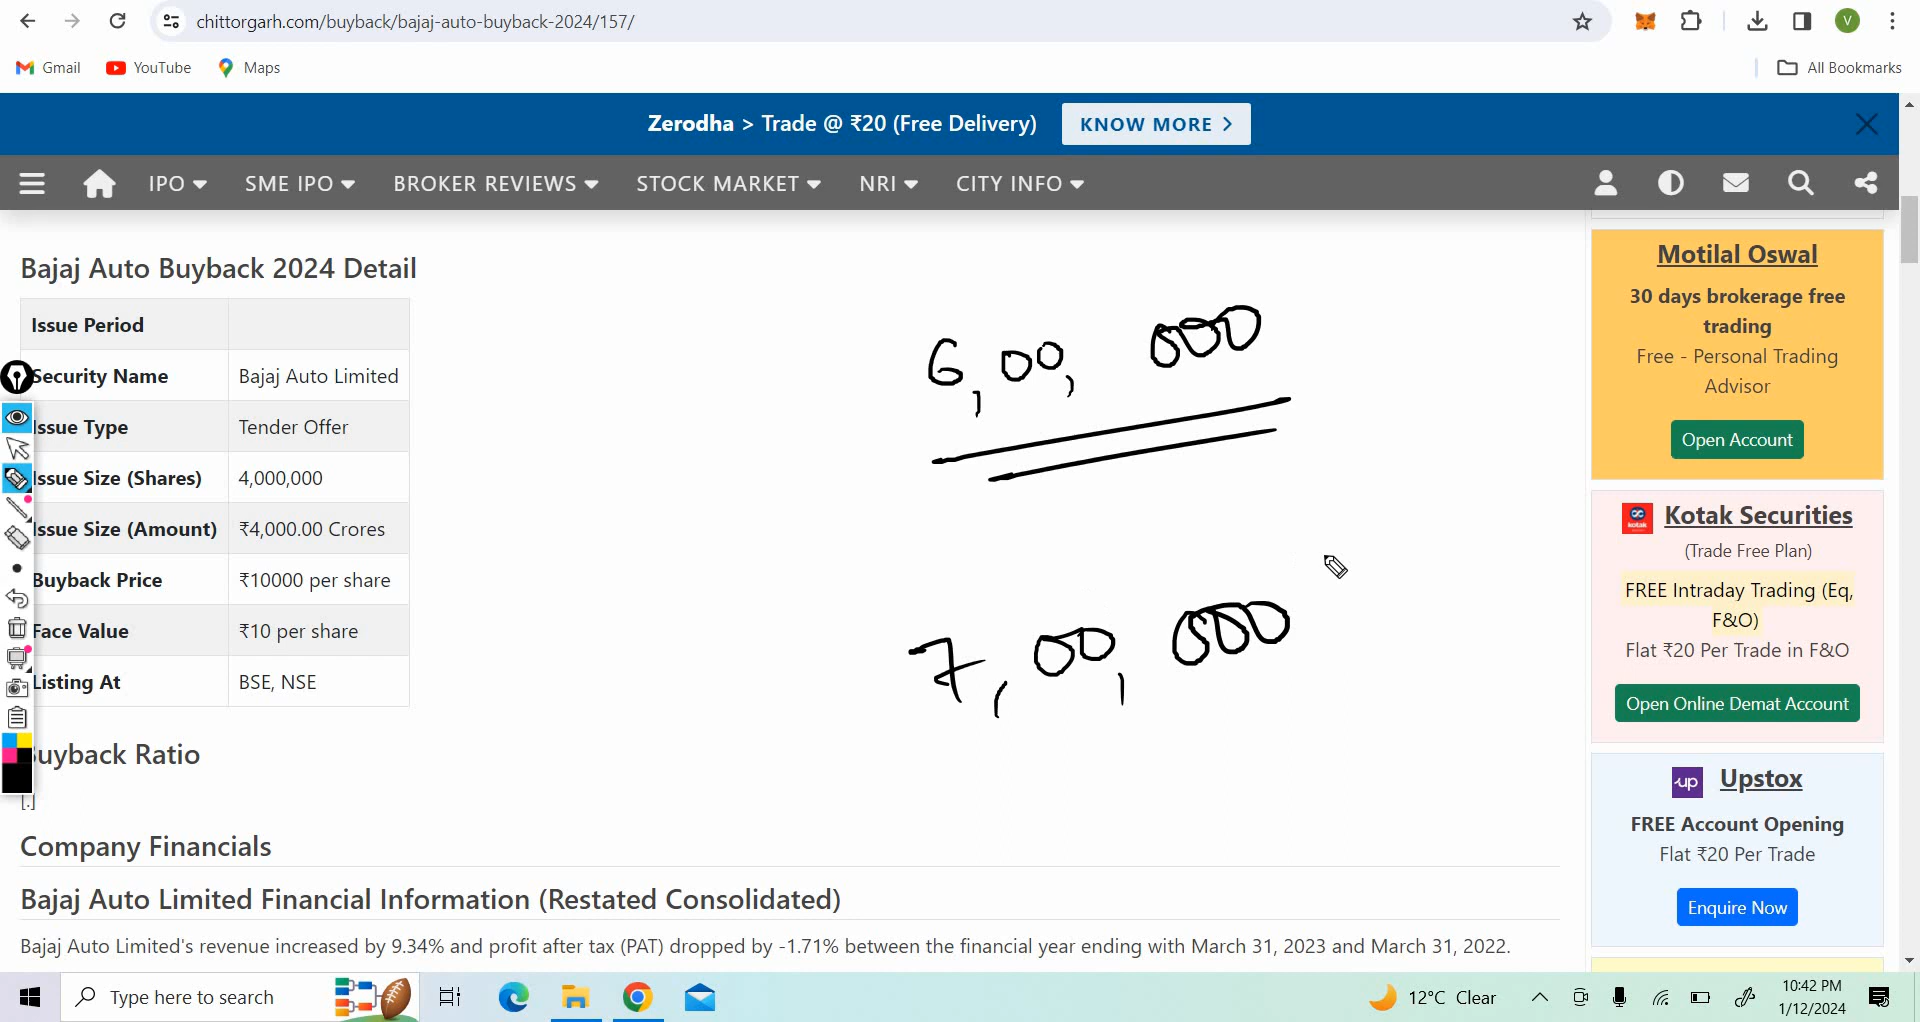 chittorgarh.com/buyback/bajaj-auto-buyback-2024/157/
V
Gmail
YouTube
Maps
All Bookmarks
Zerodha > Trade @ ₹20 (Free Delivery)
KNOW MORE >
IPO
SME IPO
BROKER REVIEWS
STOCK MARKET
NRI
CITY INFO
Bajaj Auto Buyback 2024 Detail
Issue Period
Security Name Bajaj Auto Limited
Issue Type Tender Offer
Issue Size (Shares) 4,000,000
Issue Size (Amount) ₹4,000.00 Crores
Buyback Price ₹10000 per share
Face Value ₹10 per share
Listing At BSE, NSE
6,00,000
7,00,000
Buyback Ratio
[.]
Company Financials
Bajaj Auto Limited Financial Information (Restated Consolidated)
Bajaj Auto Limited's revenue increased by 9.34% and profit after tax (PAT) dropped by -1.71% between the financial year ending with March 31, 2023 and March 31, 2022.
Motilal Oswal
30 days brokerage free
trading
Free - Personal Trading
Advisor
Open Account
kotak
Kotak Securities
(Trade Free Plan)
FREE Intraday Trading (Eq,
F&O)
Flat ₹20 Per Trade in F&O
Open Online Demat Account
up
Upstox
FREE Account Opening
Flat ₹20 Per Trade
Enquire Now
Type here to search
12°C Clear
10:42 PM
1/12/2024